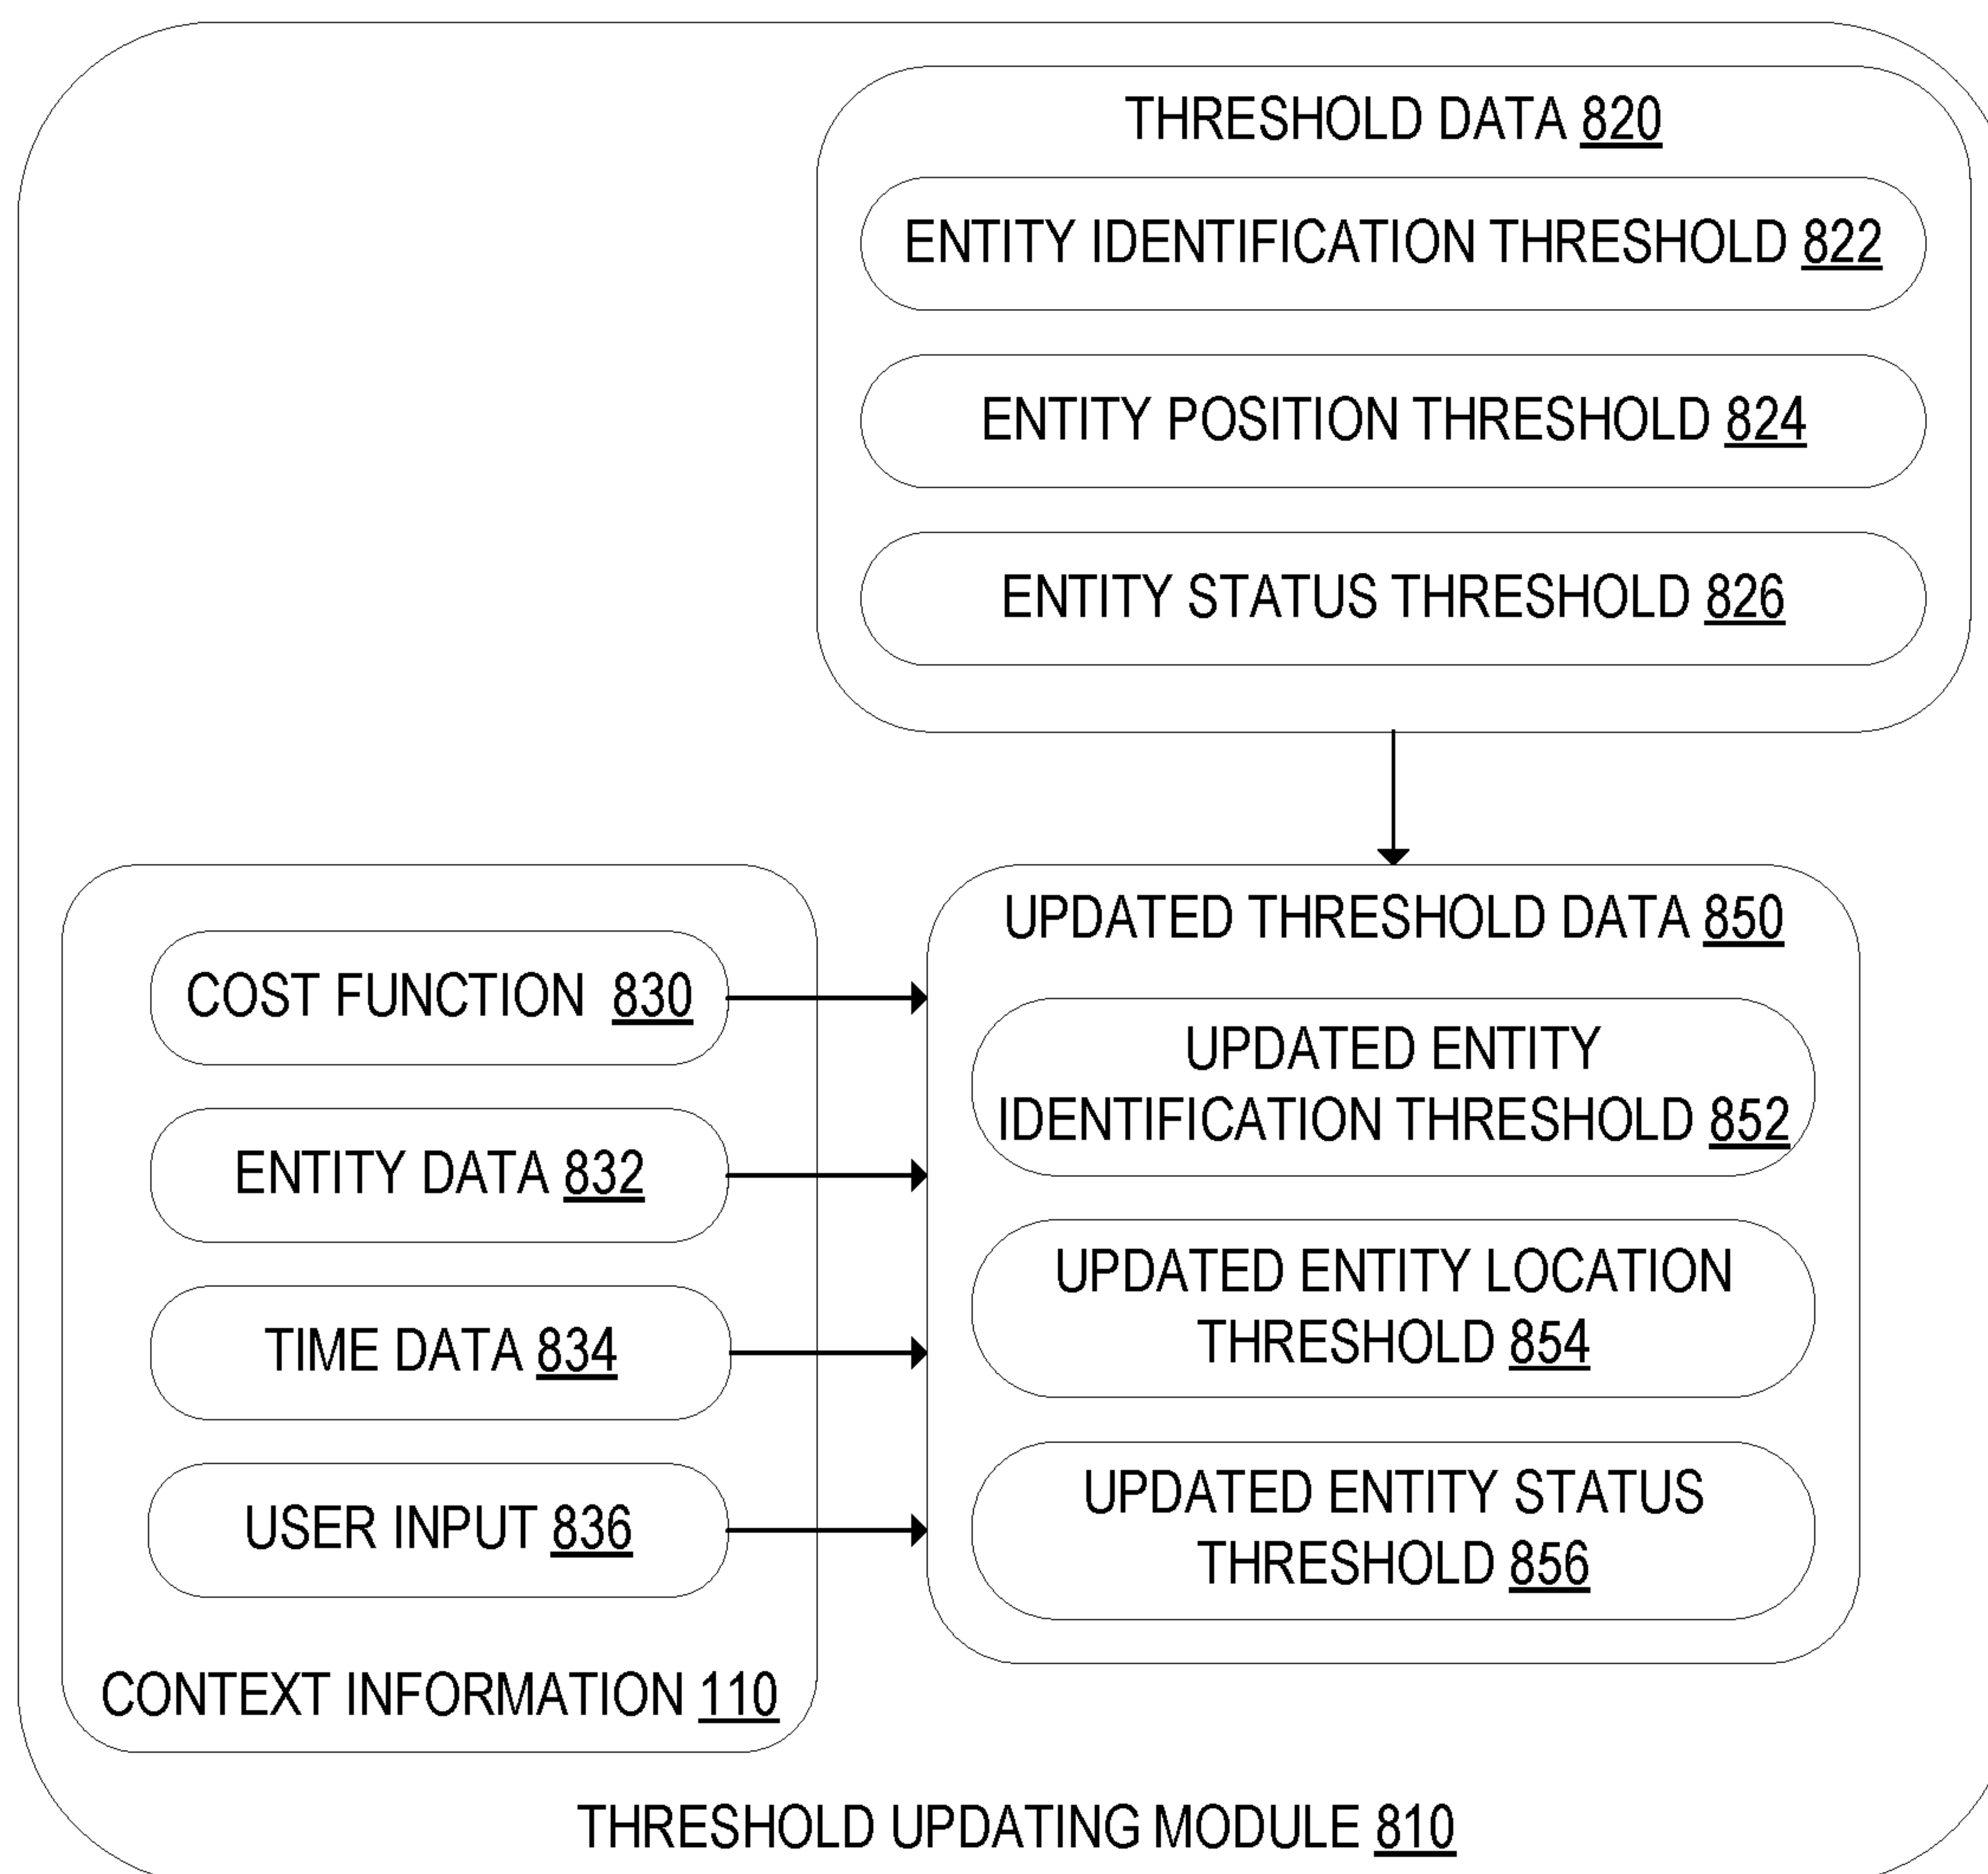 THRESHOLD DATA 820
ENTITY IDENTIFICATION THRESHOLD 822
ENTITY POSITION THRESHOLD 824
ENTITY STATUS THRESHOLD 826
COST FUNCTION 830
ENTITY DATA 832
TIME DATA 834
USER INPUT 836
CONTEXT INFORMATION 110
UPDATED THRESHOLD DATA 850
UPDATED ENTITY
IDENTIFICATION THRESHOLD 852
UPDATED ENTITY LOCATION
THRESHOLD 854
UPDATED ENTITY STATUS
THRESHOLD 856
THRESHOLD UPDATING MODULE 810